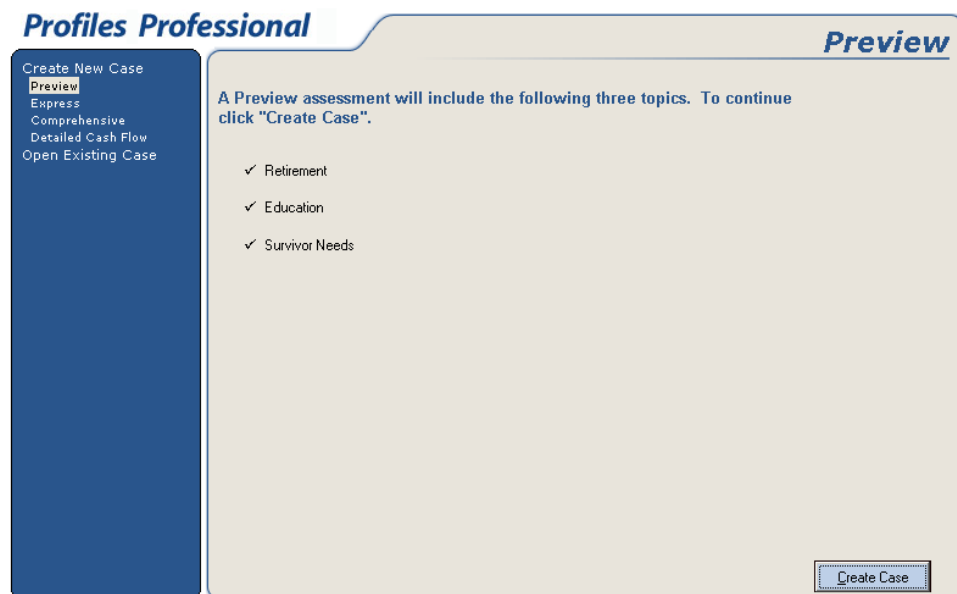 Profiles Professional
Preview
Create New Case
Preview
Express
Comprehensive
Detailed Cash Flow
Open Existing Case
A Preview assessment will include the following three topics. To continue
click "Create Case".
✓ Retirement
✓ Education
✓ Survivor Needs
Create Case